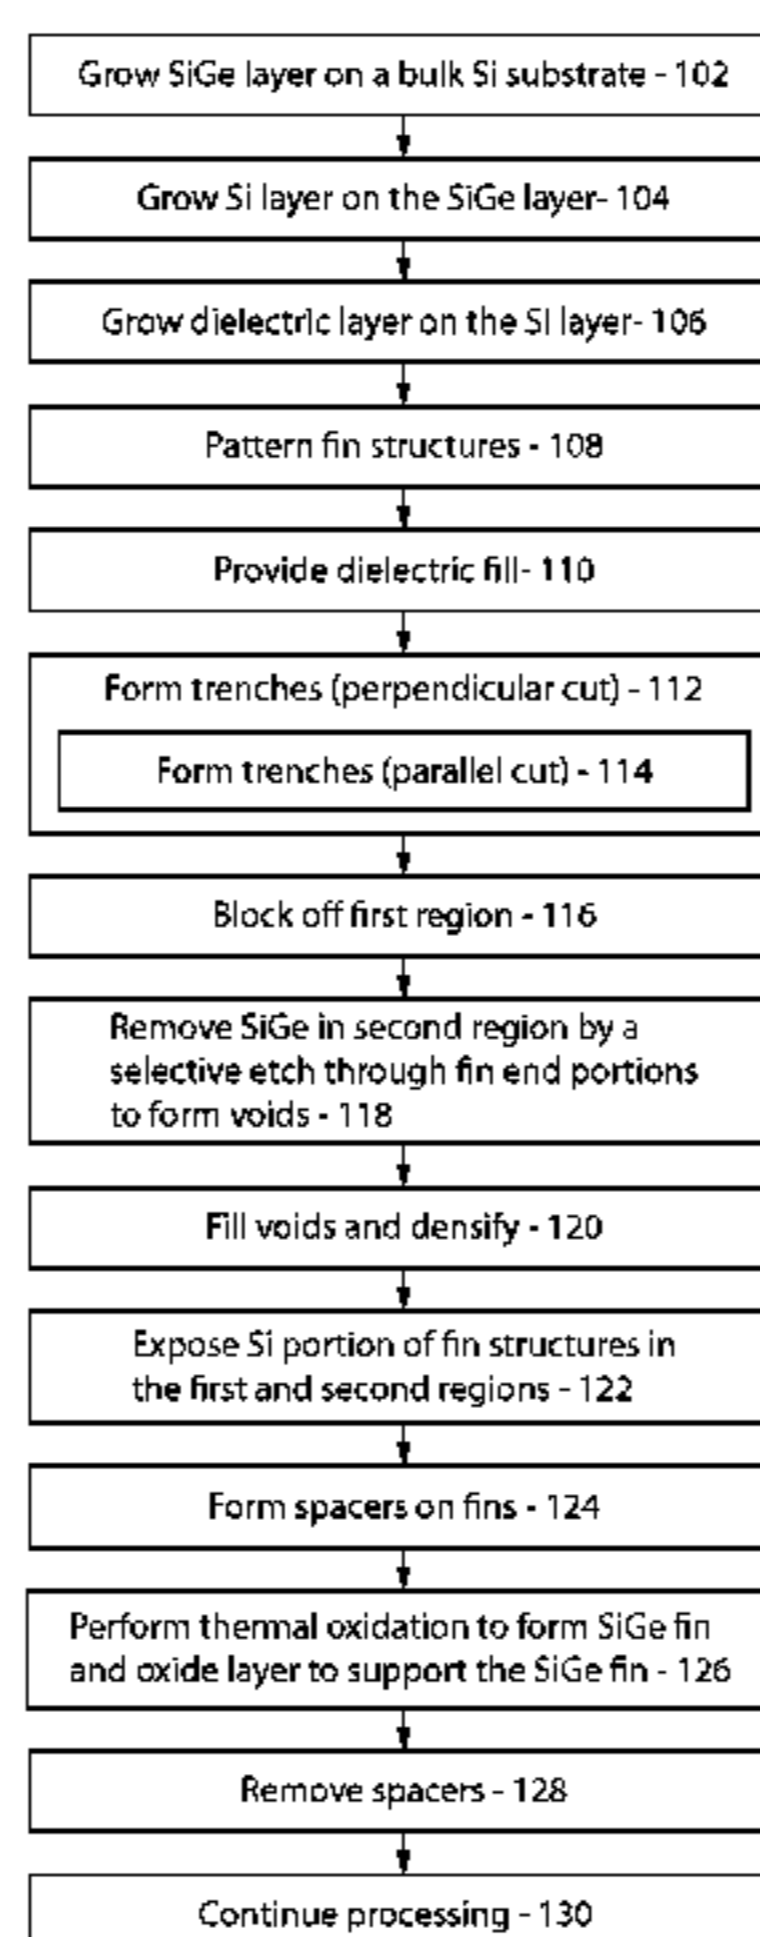 Grow SiGe layer on a bulk Si substrate - 102
Grow Si layer on the SiGe layer- 104
Grow dielectric layer on the Si layer- 106
Pattern fin structures - 108
Provide dielectric fill- 110
Form trenches (perpendicular cut) - 112
Form trenches (parallel cut) - 114
Block off first region - 116
Remove SiGe in second region by a
selective etch through fin end portions
to form voids - 118
Fill voids and densify - 120
Expose Si portion of fin structures in
the first and second regions - 122
Form spacers on fins - 124
Perform thermal oxidation to form SiGe fin
and oxide layer to support the SiGe fin - 126
Remove spacers - 128
Continue processing - 130